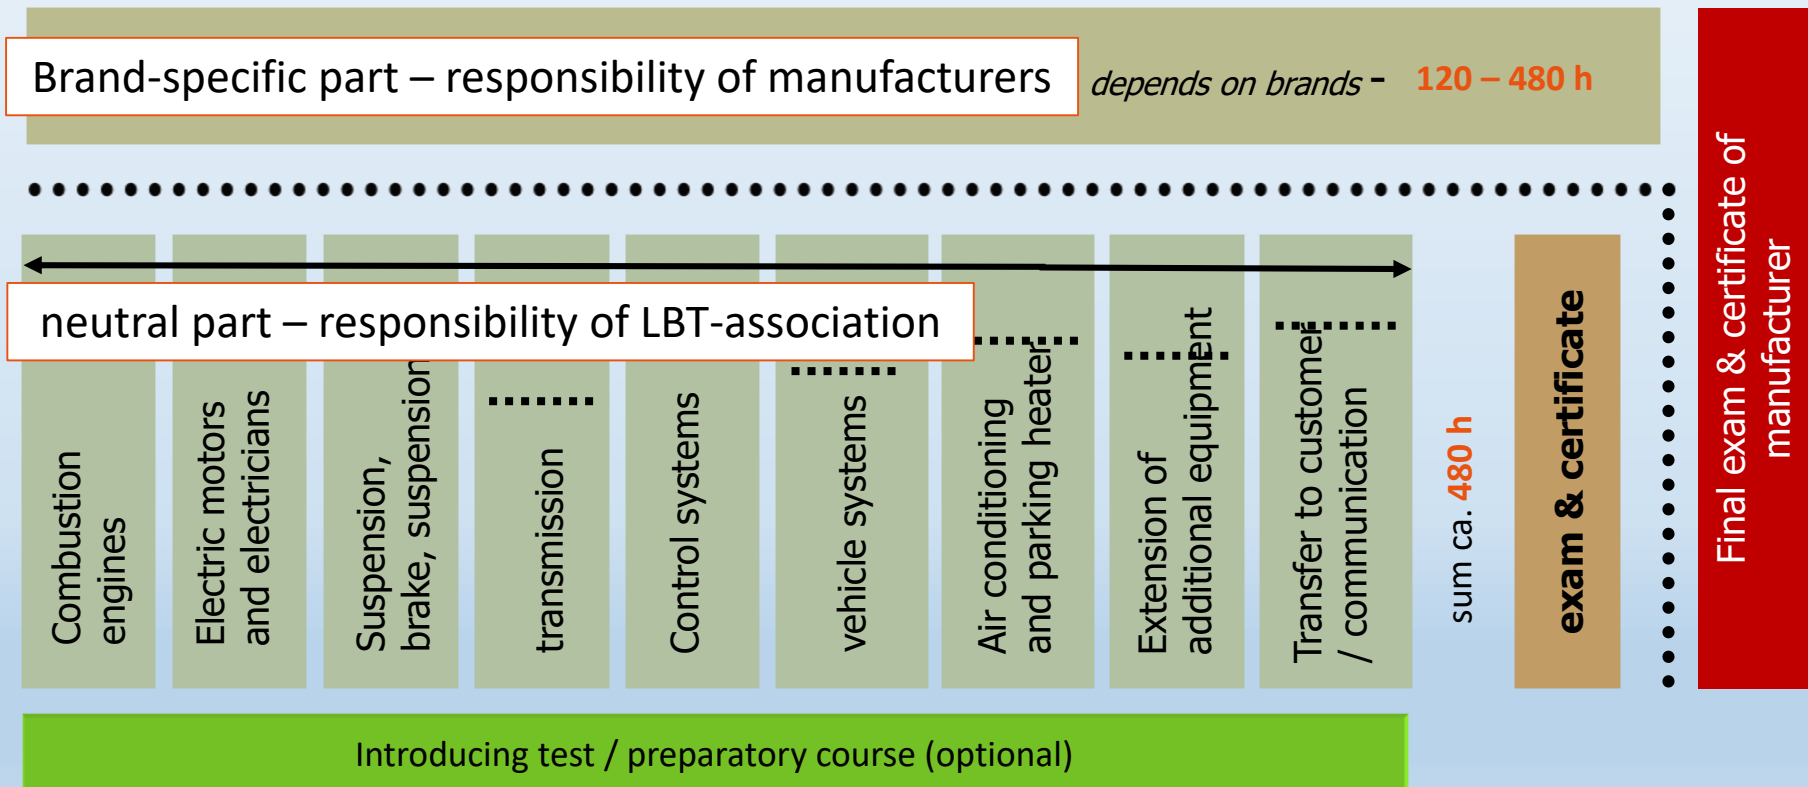 Brand-specific part – responsibility of manufacturers
depends on brands - 120 – 480 h
neutral part – responsibility of LBT-association
Combustion
engines
Electric motors
and electricians
Suspension,
brake, suspension
transmission
Control systems
vehicle systems
Air conditioning
and parking heater
Extension of
additional equipment
Transfer to customer
/ communication
sum ca. 480 h
exam & certificate
Final exam & certificate of
manufacturer
Introducing test / preparatory course (optional)